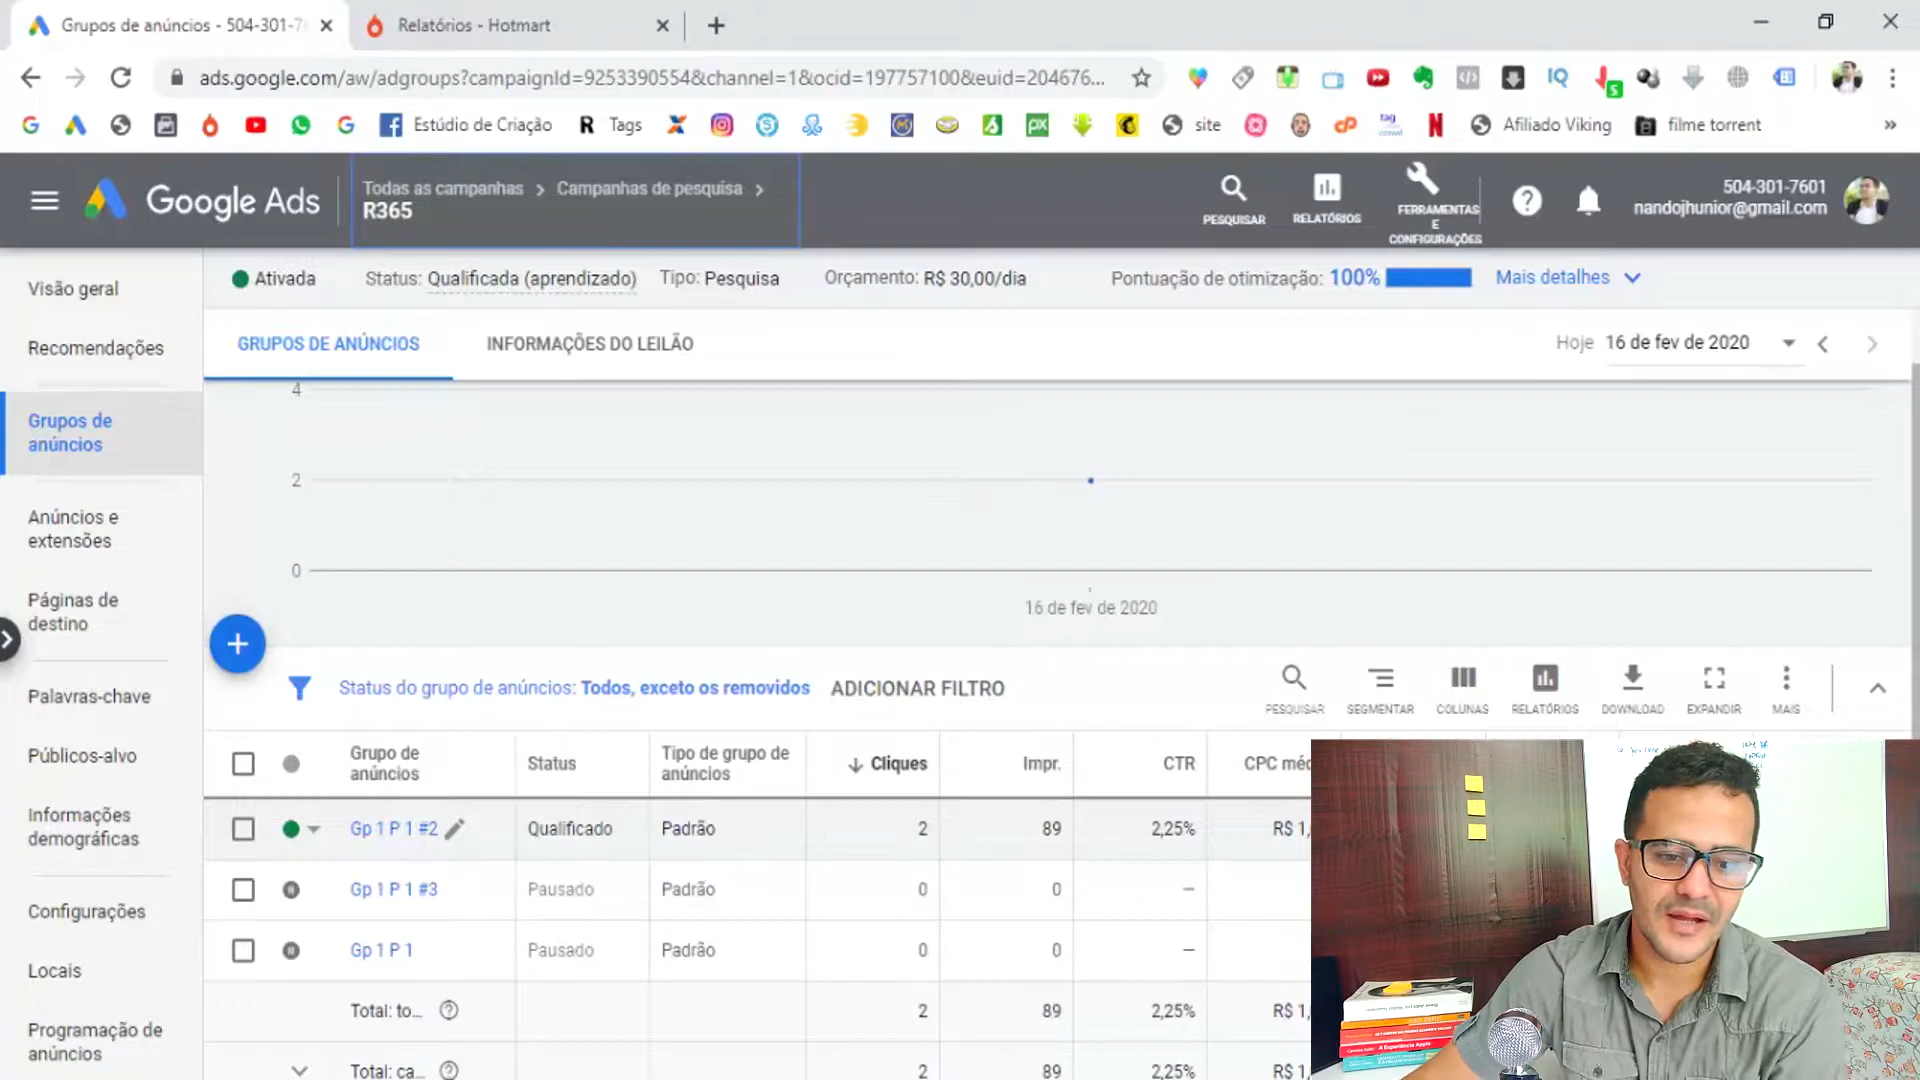 Grupos de anúncios - 504-301-7
Relatórios - Hotmart
ads.google.com/aw/adgroups?campaignId=9253390554&channel=1&ocid=197757100&euid=204676...
Estúdio de Criação
R Tags
site
Afiliado Viking
filme torrent
Google Ads
Todas as campanhas > Campanhas de pesquisa >
R365
PESQUISAR
RELATÓRIOS
FERRAMENTAS
E
CONFIGURAÇÕES
504-301-7601
nandojhunior@gmail.com
Ativada
Status: Qualificada (aprendizado)
Tipo: Pesquisa
Orçamento: R$ 30,00/dia
Pontuação de otimização: 100%
Mais detalhes
Visão geral
Recomendações
Grupos de
anúncios
Anúncios e
extensões
Páginas de
destino
Palavras-chave
Públicos-alvo
Informações
demográficas
Configurações
Locais
Programação de
anúncios
GRUPOS DE ANÚNCIOS
INFORMAÇÕES DO LEILÃO
Hoje 16 de fev de 2020
4
2
0
16 de fev de 2020
Status do grupo de anúncios: Todos, exceto os removidos
ADICIONAR FILTRO
PESQUISAR
SEGMENTAR
COLUNAS
RELATÓRIOS
DOWNLOAD
EXPANDIR
MAIS
Grupo de
anúncios
Status
Tipo de grupo de
anúncios
Cliques
Impr.
CTR
CPC méd
Gp 1 P 1 #2 Qualificado Padrão 2 89 2,25% R$ 1,
Gp 1 P 1 #3 Pausado Padrão 0 0 –
Gp 1 P 1 Pausado Padrão 0 0 –
Total: to... 2 89 2,25% R$ 1,
Total: ca... 2 89 2,25% R$ 1,
A Experiência Apple